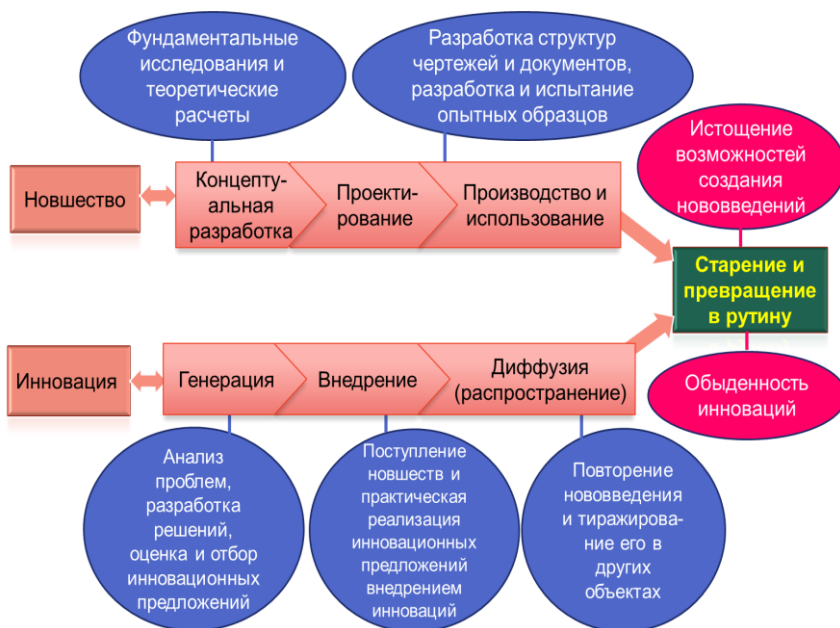 Фундаментальные
исследования и
теоретические
расчеты
Разработка структур
чертежей и документов,
разработка и испытание
опытных образцов
Истощение
возможностей
создания
нововведений
Новшество
Концепту-
альная
разработка
Проекти-
рование
Производство и
использование
Старение и
превращение
в рутину
Инновация
Генерация
Внедрение
Диффузия
(распространение)
Обыденность
инноваций
Анализ
проблем,
разработка
решений,
оценка и отбор
инновационных
предложений
Поступление
новшеств и
практическая
реализация
инновационных
предложений
внедрением
инноваций
Повторение
нововведения
и тиражирова-
ние его в
других
объектах